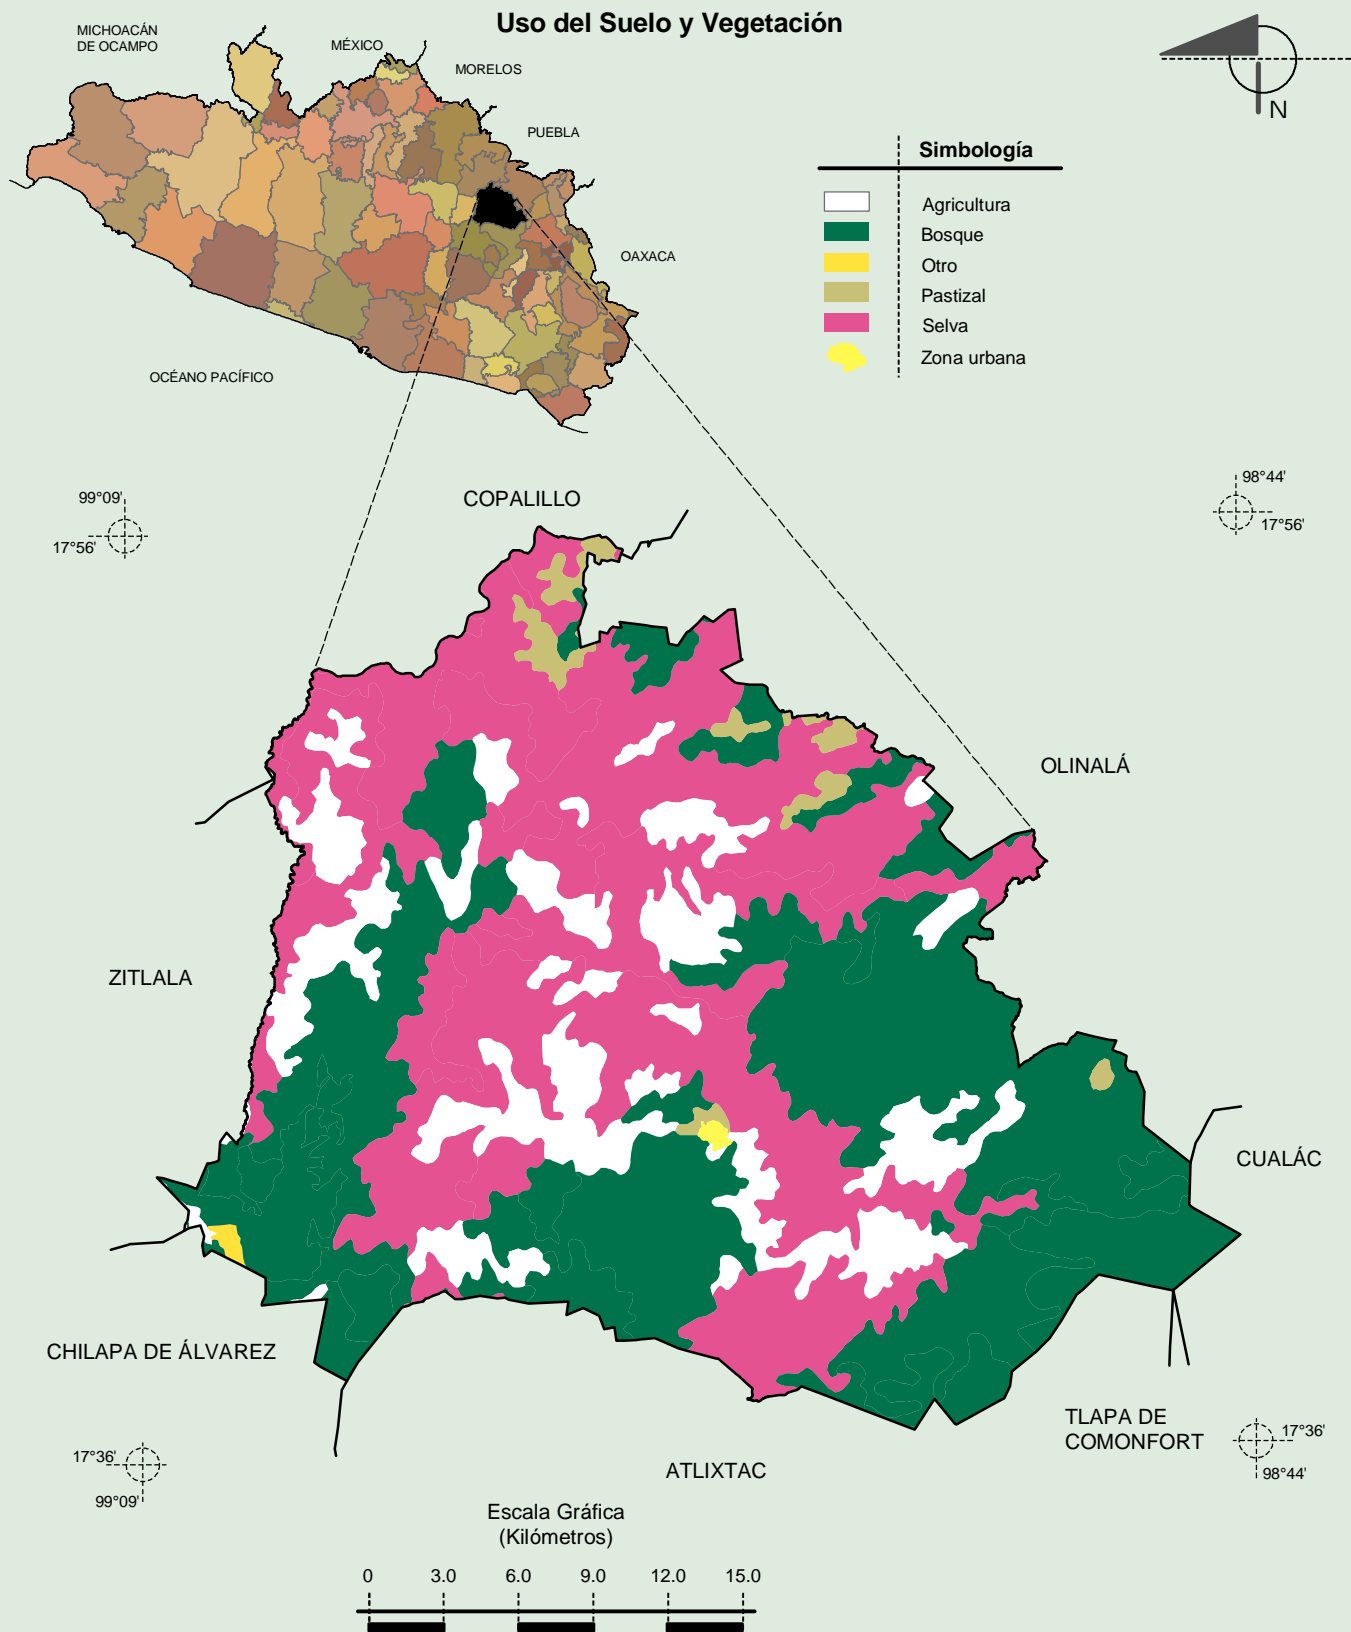 Uso del Suelo y Vegetación
MICHOACÁN
DE OCAMPO
MÉXICO
MORELOS
PUEBLA
OAXACA
OCÉANO PACÍFICO
N
Simbología
Agricultura
Bosque
Otro
Pastizal
Selva
Zona urbana
99°09'
17°56'
98°44'
17°56'
COPALILLO
OLINALÁ
ZITLALA
CUALÁC
CHILAPA DE ÁLVAREZ
TLAPA DE
COMONFORT
ATLIXTAC
17°36'
99°09'
17°36'
98°44'
Escala Gráfica
(Kilómetros)
0 3.0 6.0 9.0 12.0 15.0